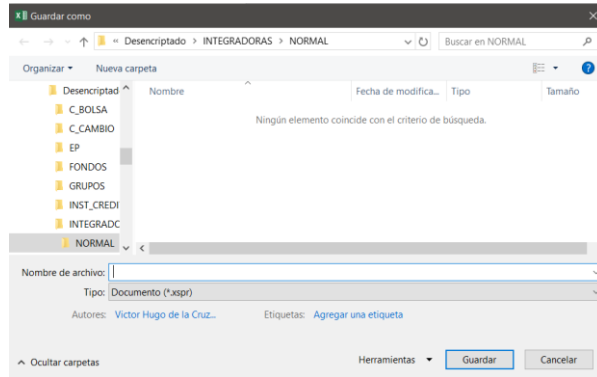 Guardar como
« Desencriptado > INTEGRADORAS > NORMAL
Buscar en NORMAL
Organizar
Nueva carpeta
Desencriptad
Nombre
Fecha de modifica...
Tipo
Tamaño
C_BOLSA
Ningún elemento coincide con el criterio de búsqueda.
C_CAMBIO
EP
FONDOS
GRUPOS
INST_CREDI
INTEGRADC
NORMAL
Nombre de archivo:
Tipo: Documento (*.xspr)
Autores: Victor Hugo de la Cruz...
Etiquetas: Agregar una etiqueta
Ocultar carpetas
Herramientas
Guardar
Cancelar